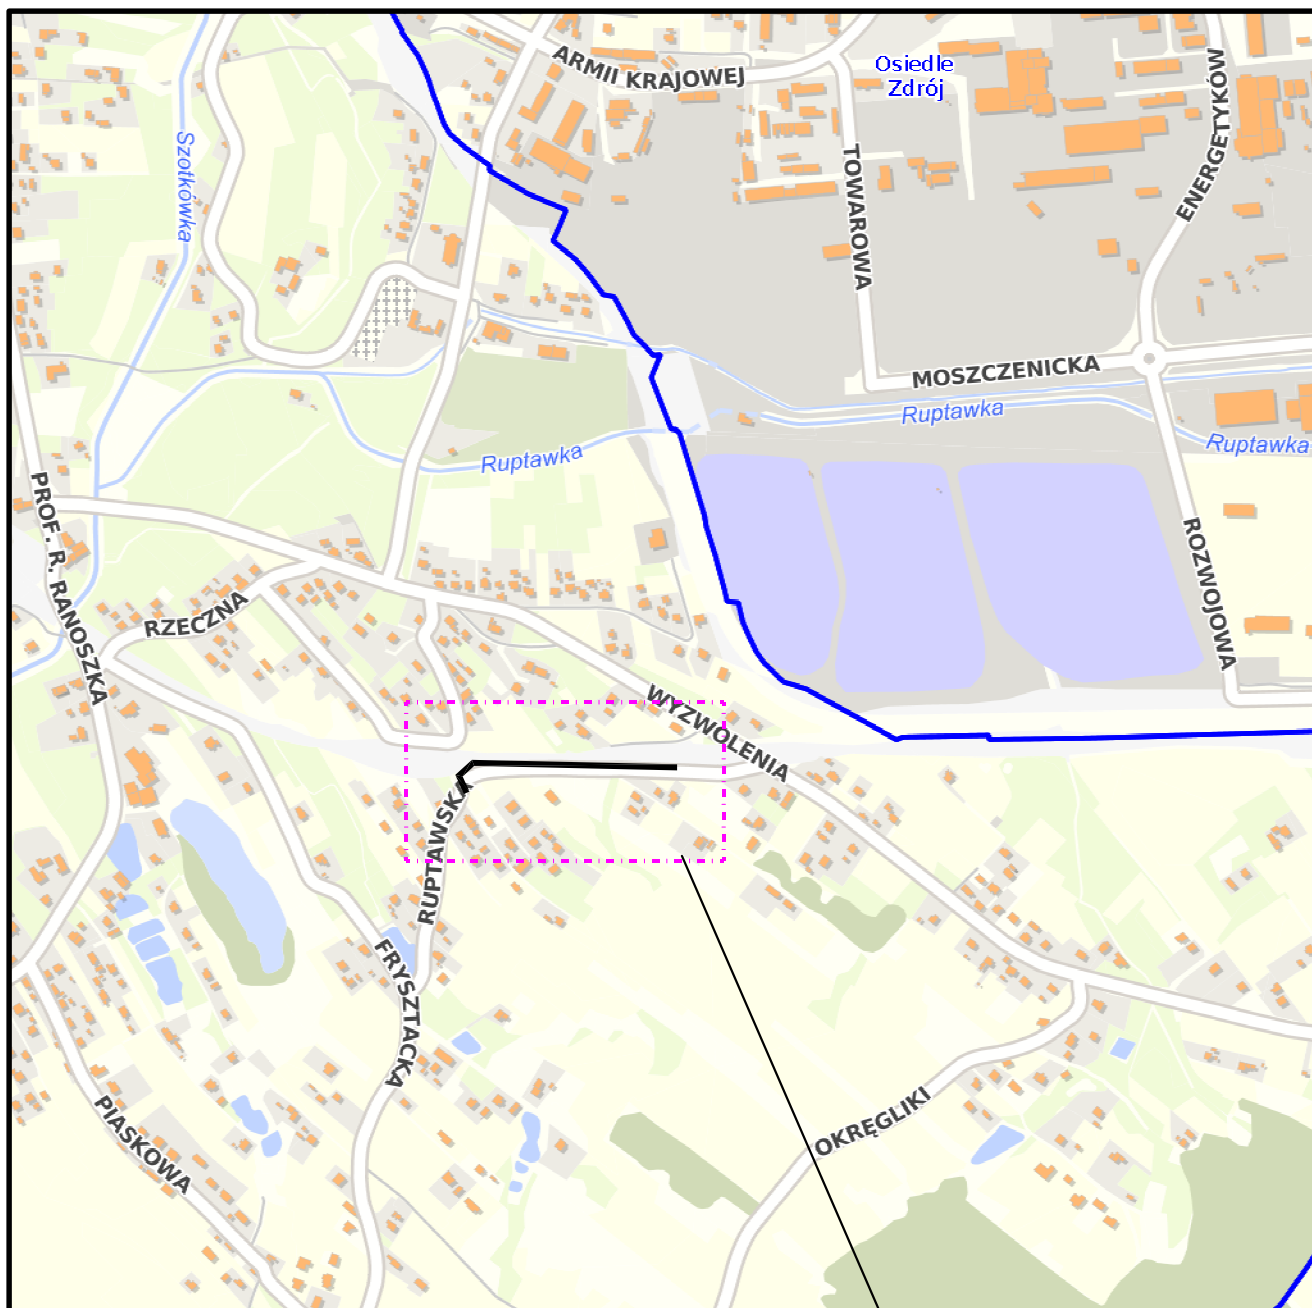 ARMII KRAJOWEJ
Osiedle
Zdrój
ENERGETYKÓW
Szotkówka
TOWAROWA
MOSZCZENICKA
Ruptawka
Ruptawka
Ruptawka
PROF. R. RANOSZKA
ROZWOJOWA
RZECZNA
WYZWOLENIA
RUPTAWSKA
FRYSZTACKA
PIASKOWA
OKRĘGLIKI